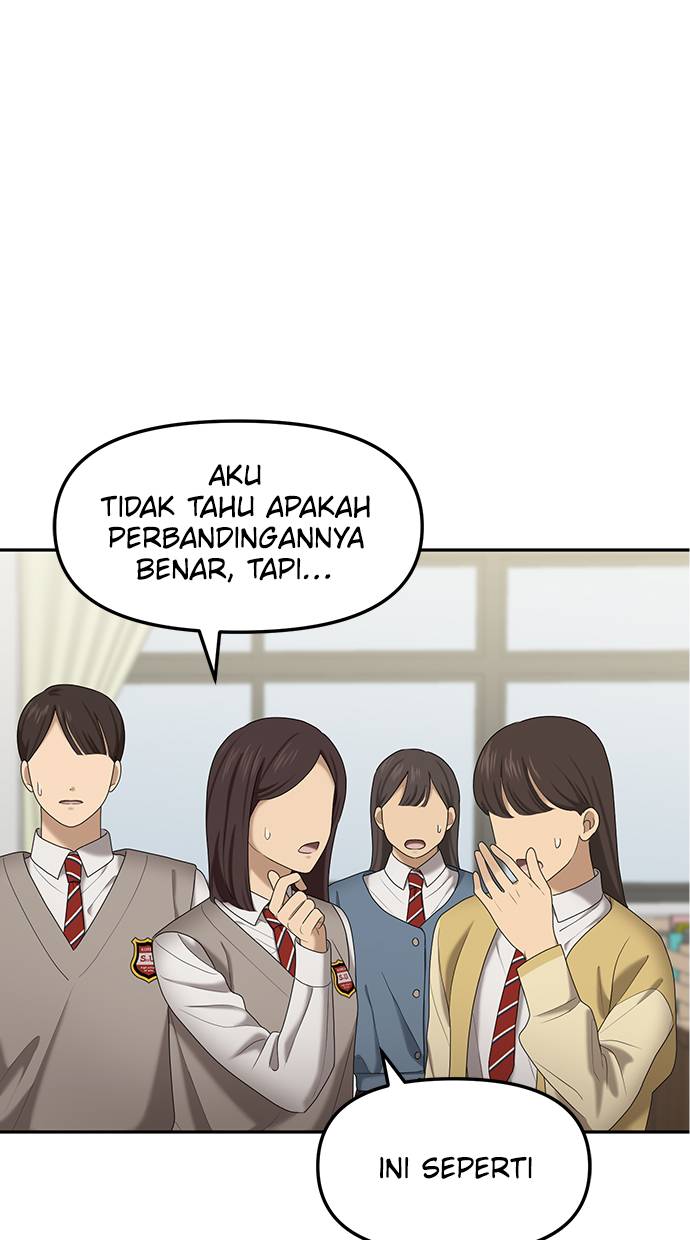 AKU
TIDAK TAHU APAKAH
PERBANDINGANNYA
BENAR, TAPI...
INI SEPERTI